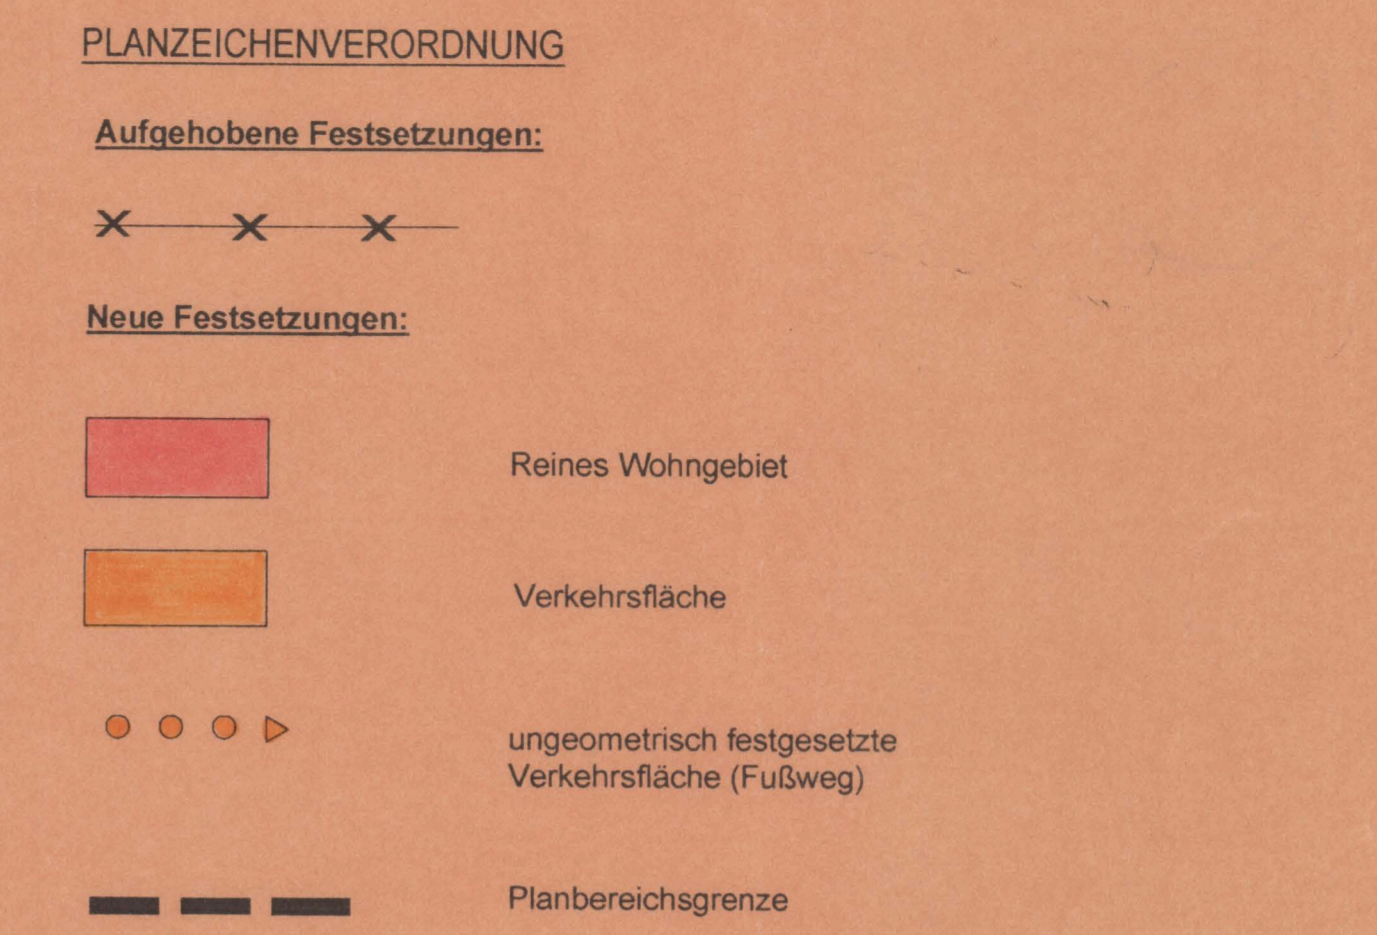 PLANZEICHENVERORDNUNG
Aufgehobene Festsetzungen:
Neue Festsetzungen:
Reines Wohngebiet
Verkehrsfläche
ungeometrisch festgesetzte
Verkehrsfläche (Fußweg)
Planbereichsgrenze